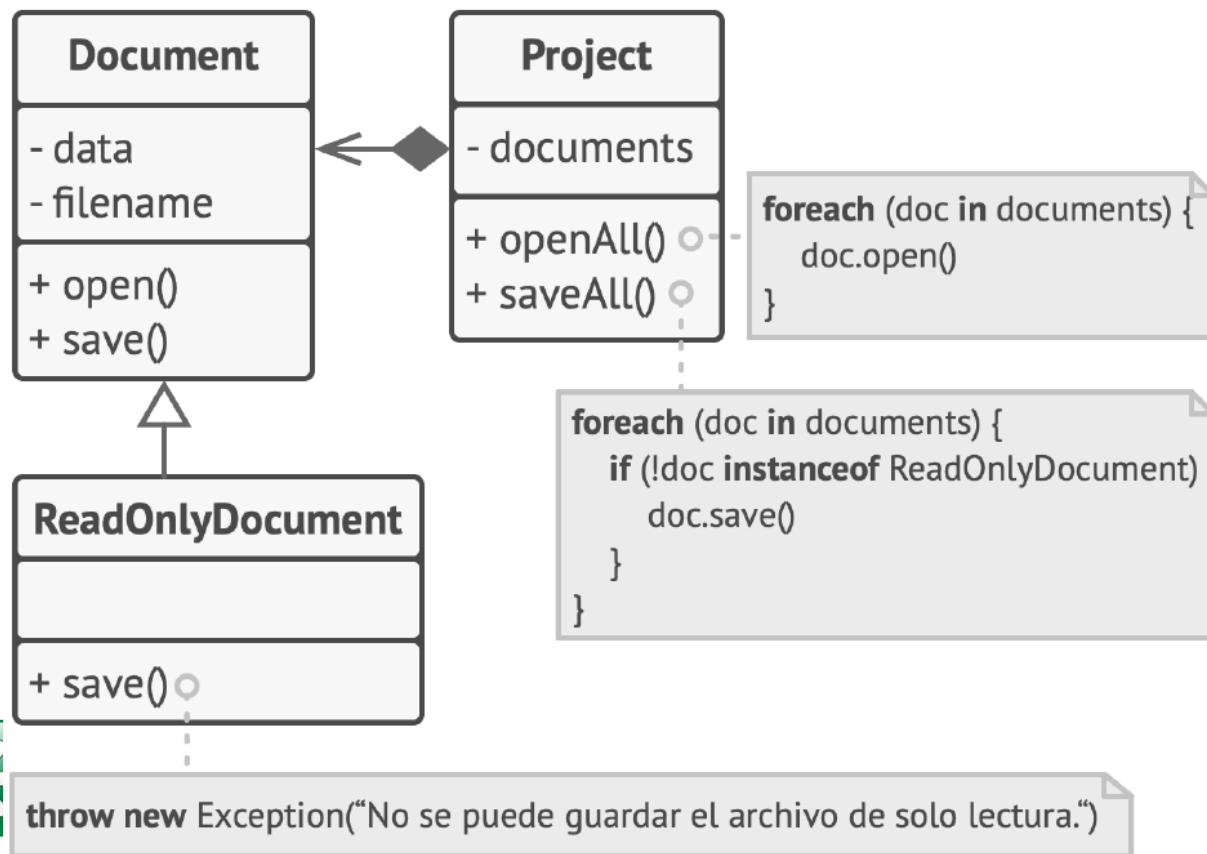 Document
- data
- filename
+ open()
+ save()
Project
- documents
+ openAll()
+ saveAll()
foreach (doc in documents) {
doc.open()
}
foreach (doc in documents) {
if (!doc instanceof ReadOnlyDocument)
doc.save()
}
}
ReadOnlyDocument
+ save()
throw new Exception(“No se puede guardar el archivo de solo lectura.“)